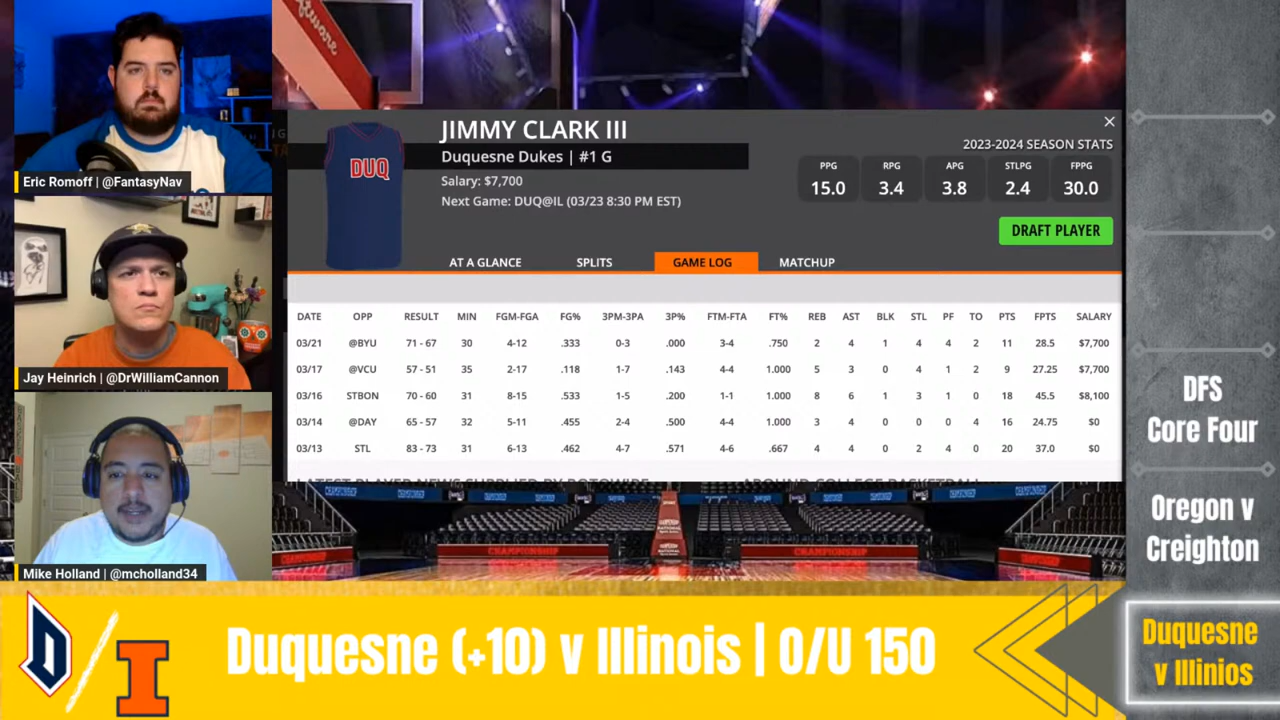 Eric Romoff | @FantasyNav
Jay Heinrich | @DrWilliamCannon
Mike Holland | @mcholland34
DUQ
JIMMY CLARK III
Duquesne Dukes | #1 G
Salary: $7,700
Next Game: DUQ@IL (03/23 8:30 PM EST)
2023-2024 SEASON STATS
PPG RPG APG STLPG FPPG
15.0 3.4 3.8 2.4 30.0
DRAFT PLAYER
AT A GLANCE SPLITS GAME LOG MATCHUP
DATE OPP RESULT MIN FGM-FGA FG% 3PM-3PA 3P% FTM-FTA FT% REB AST BLK STL PF TO PTS FPTS SALARY
03/21 @BYU 71 - 67 30 4-12 .333 0-3 .000 3-4 .750 2 4 1 4 4 2 11 28.5 $7,700
03/17 @VCU 57 - 51 35 2-17 .118 1-7 .143 4-4 1.000 5 3 0 4 1 2 9 27.25 $7,700
03/16 STBON 70 - 60 31 8-15 .533 1-5 .200 1-1 1.000 8 6 1 3 1 0 18 45.5 $8,100
03/14 @DAY 65 - 57 32 5-11 .455 2-4 .500 4-4 1.000 3 4 0 0 0 4 16 24.75 $0
03/13 STL 83 - 73 31 6-13 .462 4-7 .571 4-6 .667 4 4 0 2 4 0 20 37.0 $0
LATEST PLAYER NEWS SUPPLIED BY ROTOWIRE AROUND COLLEGE BASKETBALL
CHAMPIONSHIP
CHAMPIONSHIP
DFS
Core Four
Oregon v
Creighton
Duquesne
v Illinios
D / I
Duquesne (+10) v Illinois | O/U 150